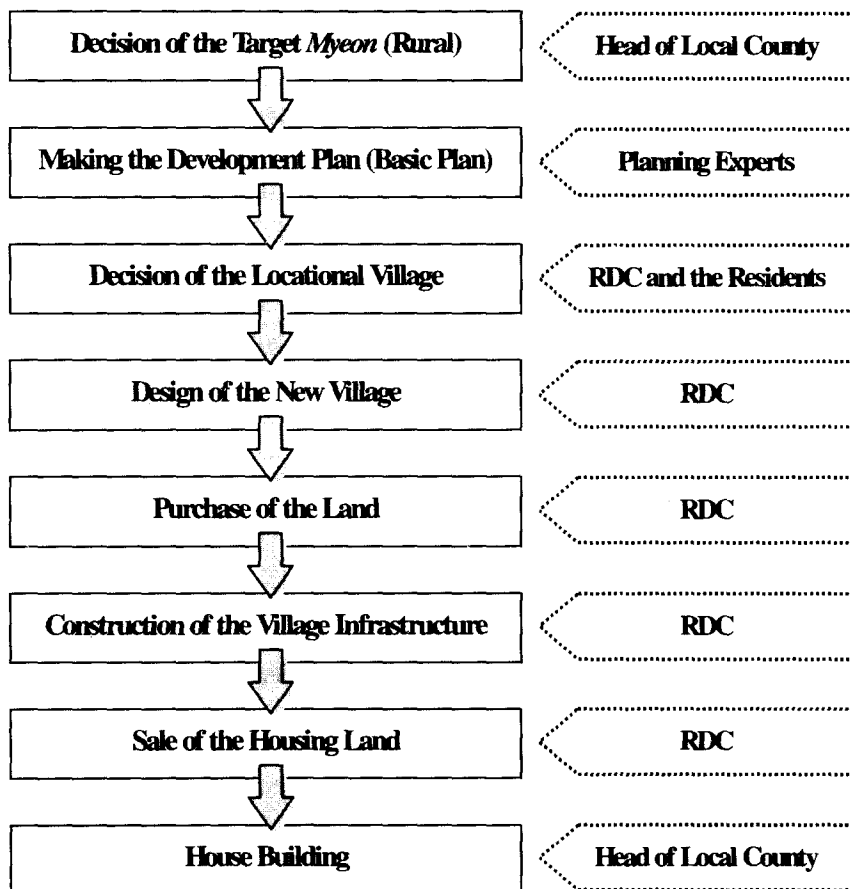 Decision of the Target Myeon (Rural)
Head of Local County
Making the Development Plan (Basic Plan)
Planning Experts
Decision of the Locational Village
RDC and the Residents
Design of the New Village
RDC
Purchase of the Land
RDC
Construction of the Village Infrastructure
RDC
Sale of the Housing Land
RDC
House Building
Head of Local County